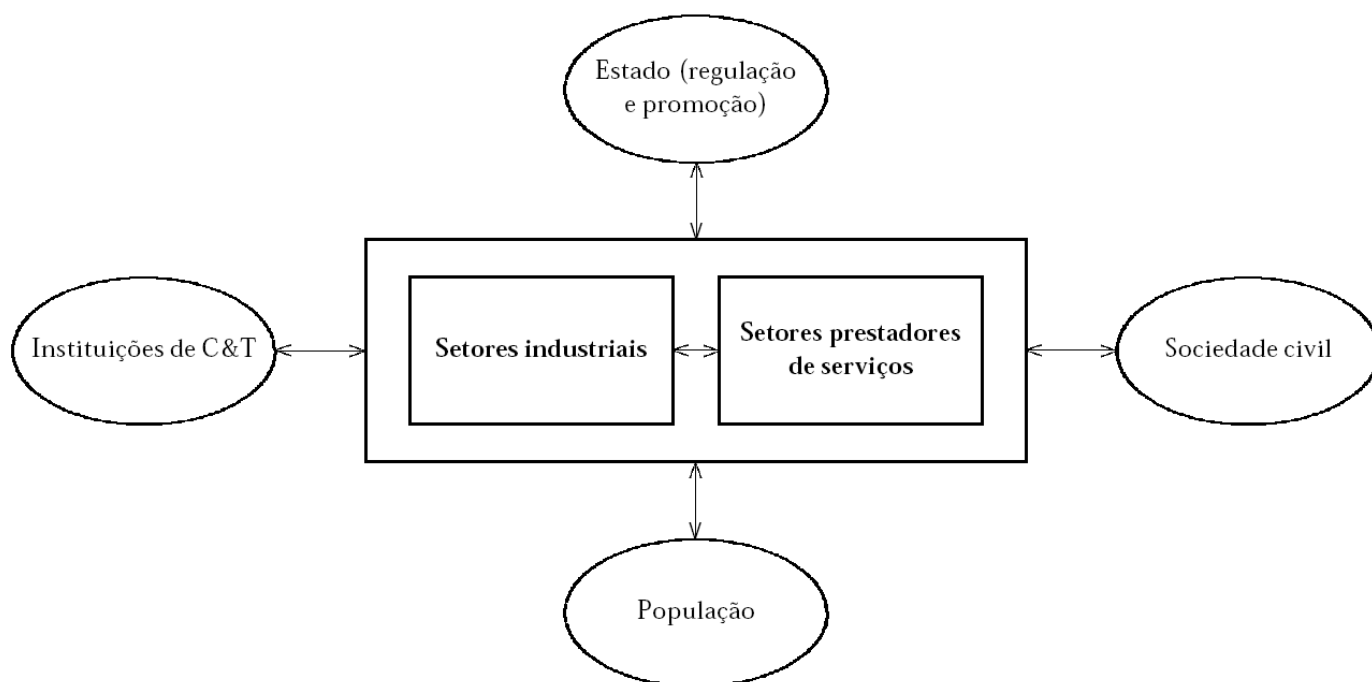 Estado (regulação
e promoção)
Instituições de C&T
Setores industriais
Setores prestadores
de serviços
Sociedade civil
População